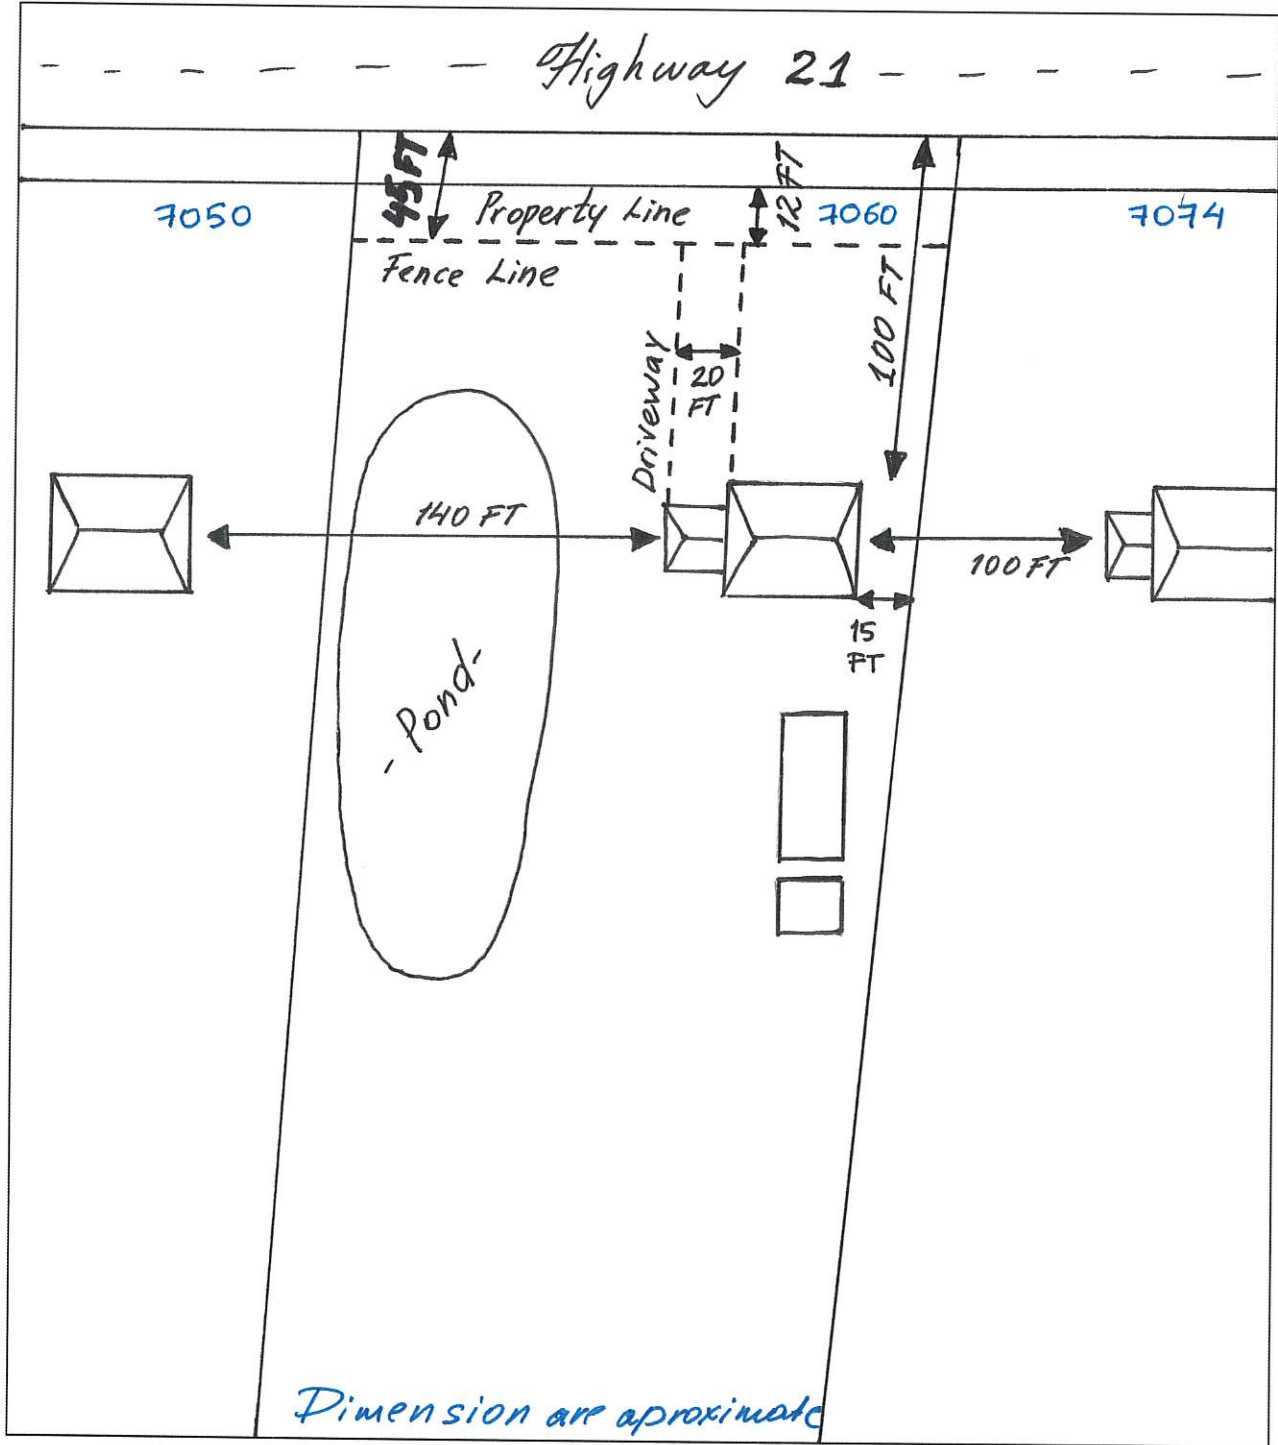 Highway 21
45 FT
Property Line
12 FT
7050
7060
7074
Fence Line
100 FT
Driveway
20
FT
140 FT
100 FT
15
FT
- Pond -
Dimension are aproximate